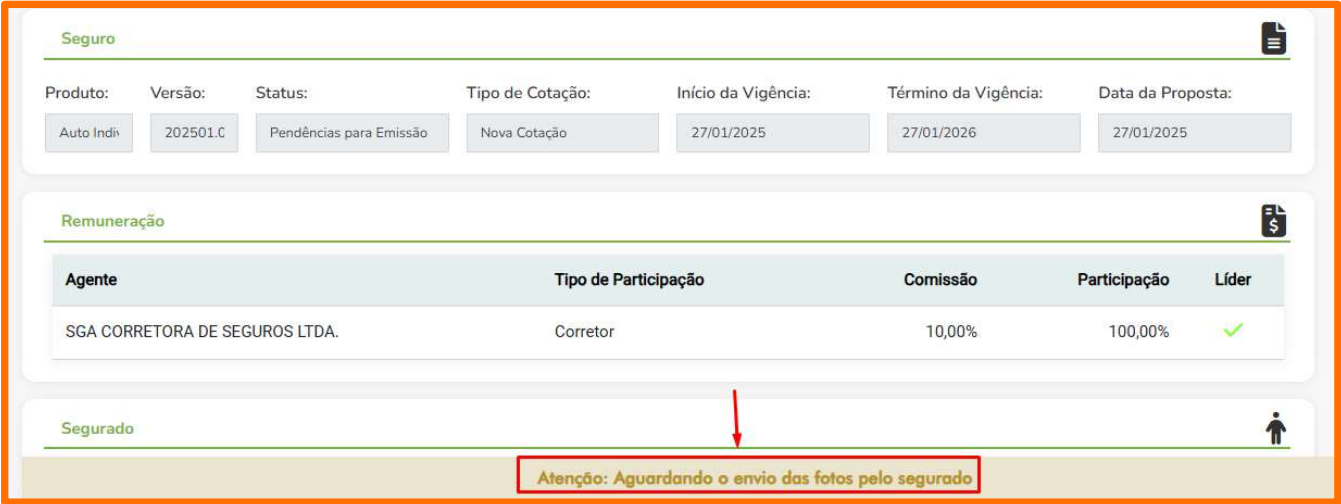 Seguro
Produto: Versão: Status: Tipo de Cotação: Início da Vigência: Término da Vigência: Data da Proposta:
Auto Indiv 202501.0 Pendências para Emissão Nova Cotação 27/01/2025 27/01/2026 27/01/2025
Remuneração
Agente Tipo de Participação Comissão Participação Líder
SGA CORRETORA DE SEGUROS LTDA. Corretor 10,00% 100,00%
Segurado
Atenção: Aguardando o envio das fotos pelo segurado